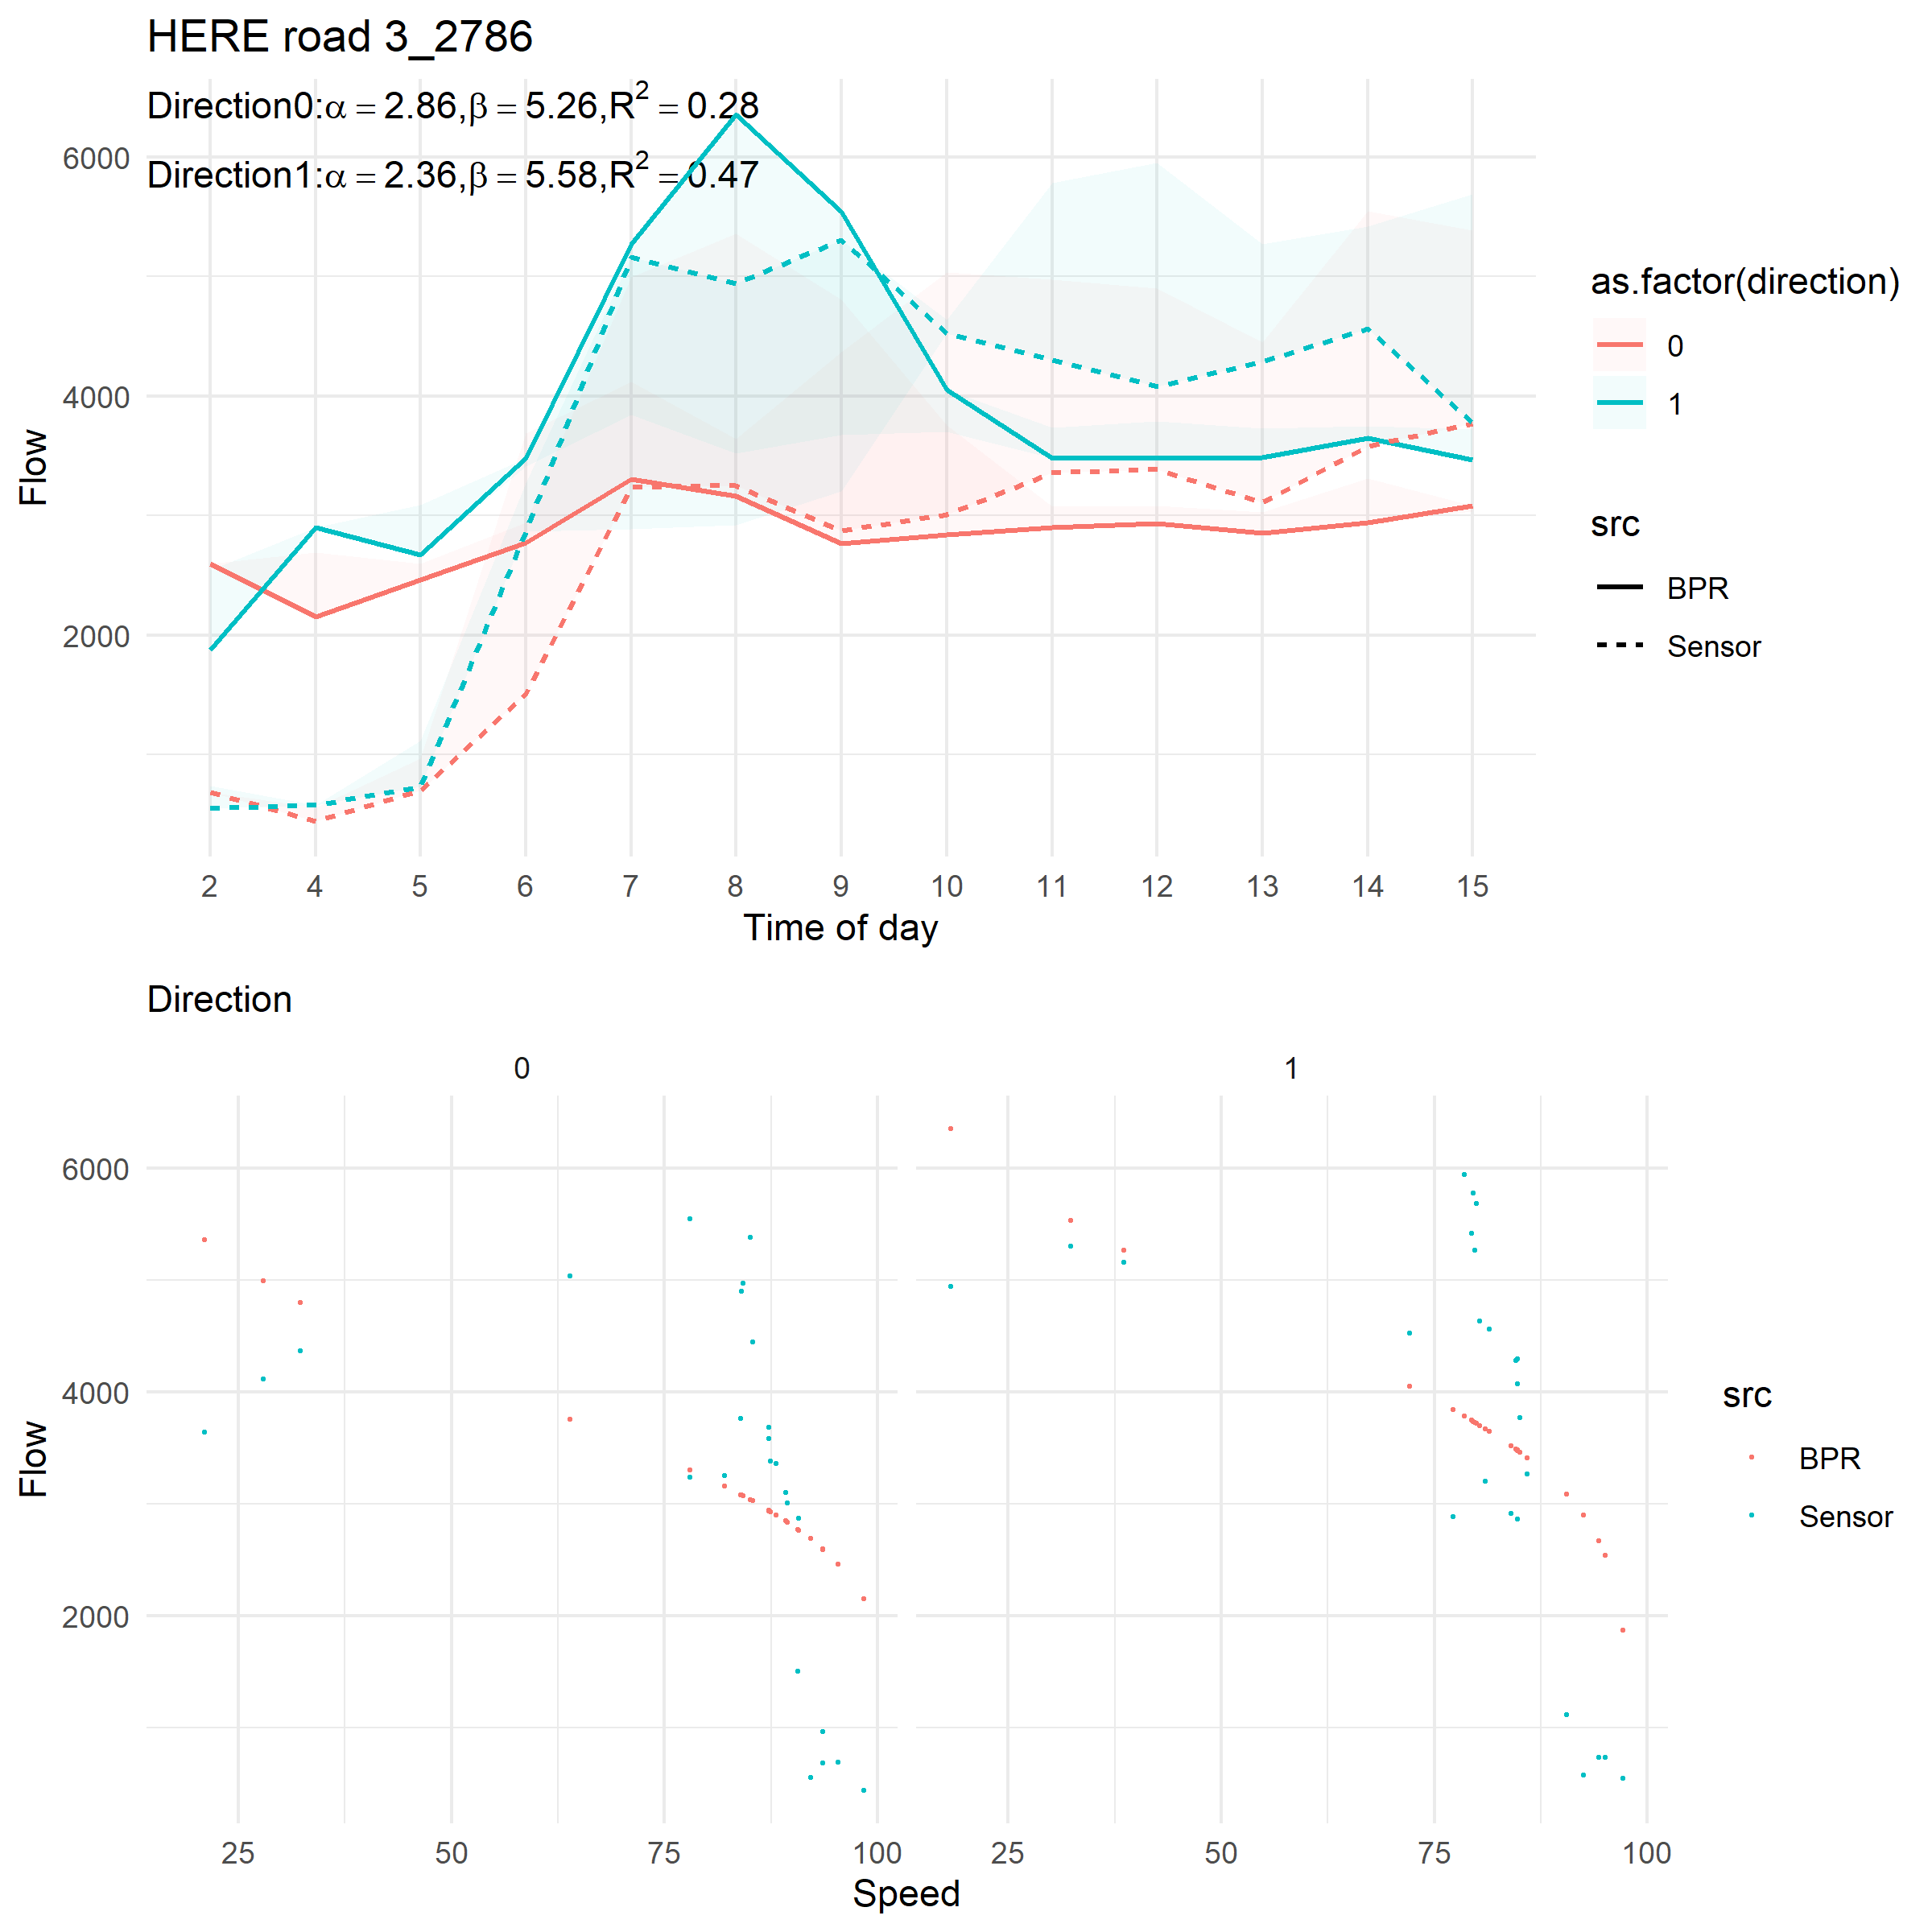 HERE road 3_2786
Direction0:α = 2.86,β = 5.26,R² = 0.28
Direction1:α = 2.36,β = 5.58,R² = 0.47
6000
4000
2000
Flow
2 4 5 6 7 8 9 10 11 12 13 14 15
Time of day
as.factor(direction)
0
1
src
BPR
Sensor
Direction
0 1
6000
4000
2000
Flow
25 50 75 100 25 50 75 100
Speed
src
BPR
Sensor